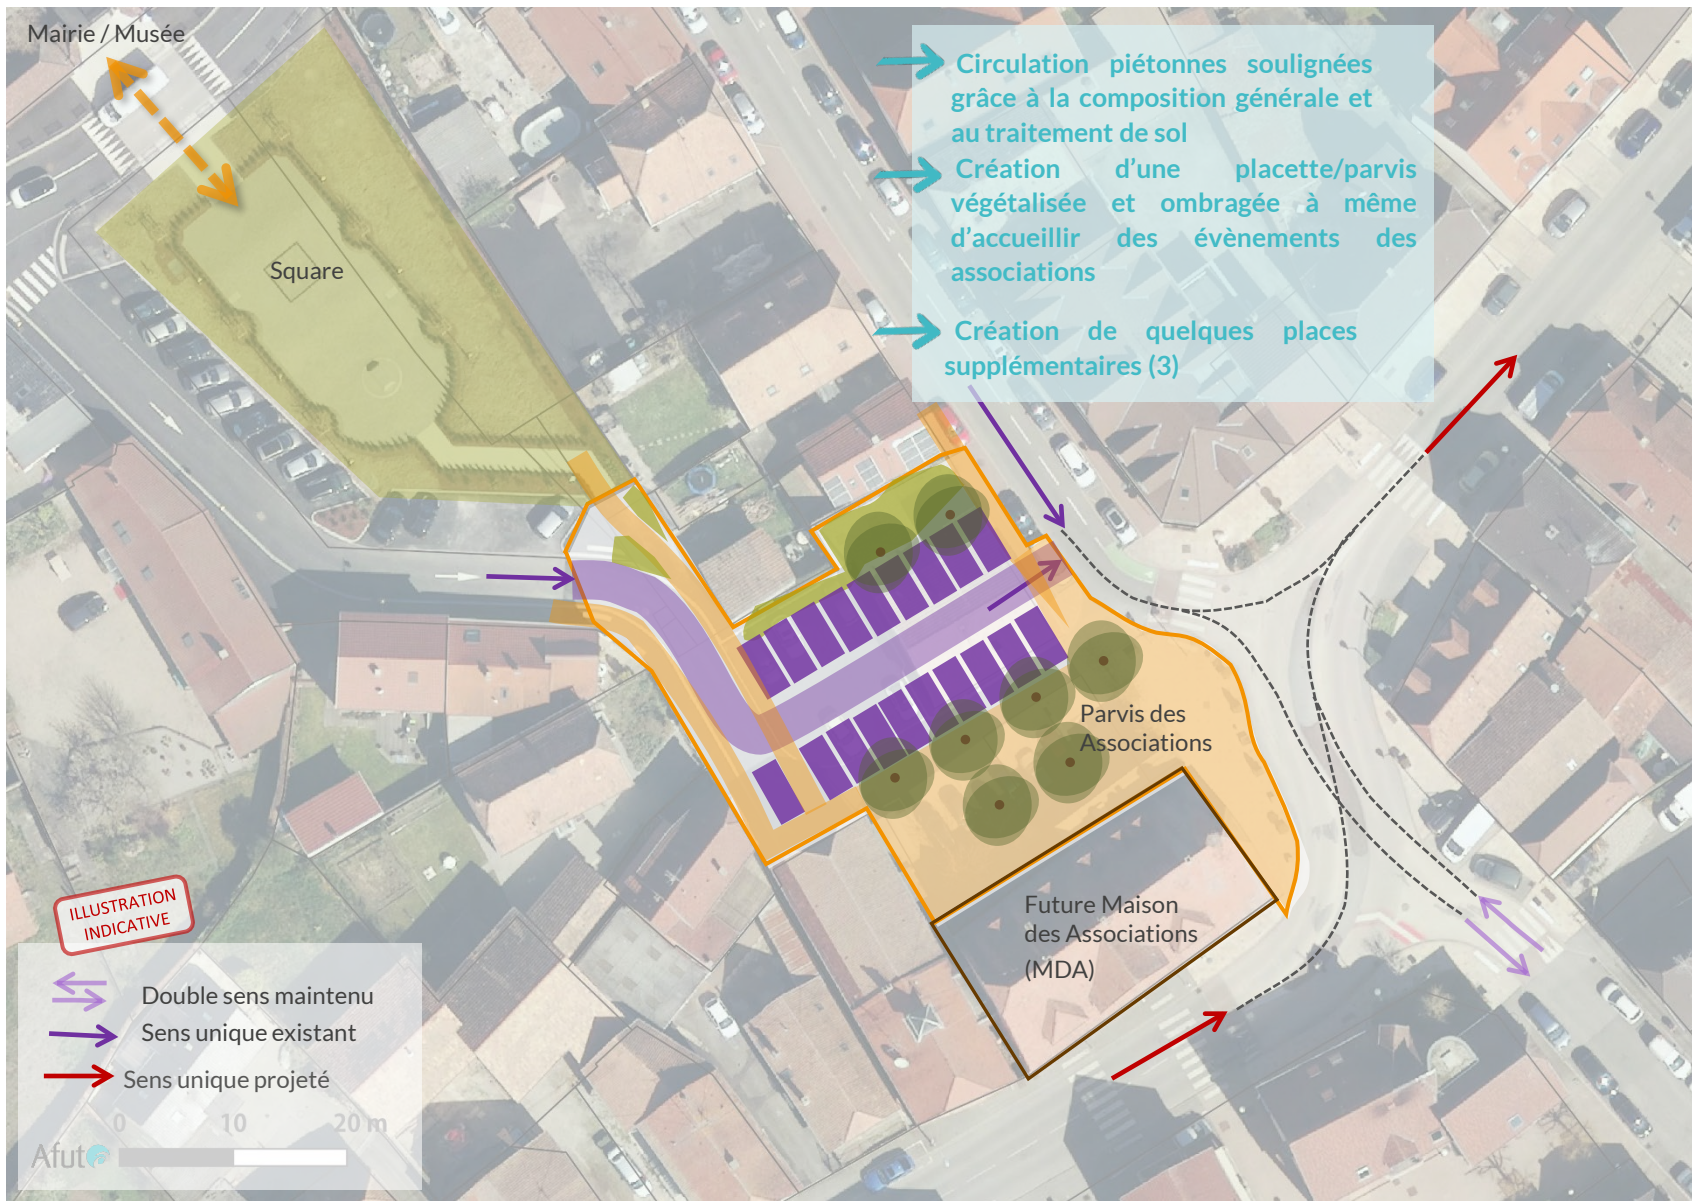 Mairie / Musée
Circulation piétonnes soulignées
grâce à la composition générale et
au traitement de sol
Création d’une placette/parvis
végétalisée et ombragée à même
d’accueillir des évènements des
associations
Création de quelques places
supplémentaires (3)
Square
Parvis des
Associations
Future Maison
des Associations
(MDA)
ILLUSTRATION
INDICATIVE
Double sens maintenu
Sens unique existant
Sens unique projeté
0 10 20 m
Afut